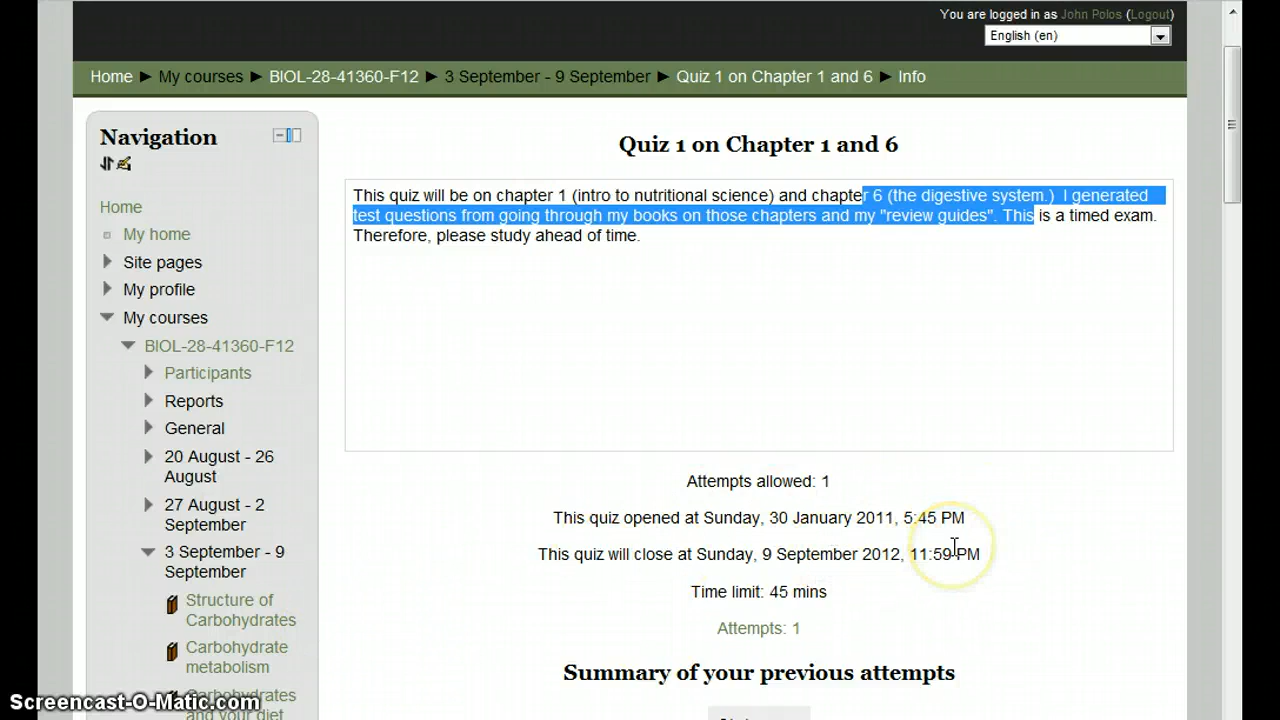 You are logged in as John Polos (Logout)
English (en)
Home ► My courses ► BIOL-28-41360-F12 ► 3 September - 9 September ► Quiz 1 on Chapter 1 and 6 ► Info
Navigation
Home
My home
Site pages
My profile
My courses
BIOL-28-41360-F12
Participants
Reports
General
20 August - 26
August
27 August - 2
September
3 September - 9
September
Structure of
Carbohydrates
Carbohydrate
metabolism
Carbohydrates
and your diet
Quiz 1 on Chapter 1 and 6
This quiz will be on chapter 1 (intro to nutritional science) and chapter 6 (the digestive system.)  I generated
test questions from going through my books on those chapters and my "review guides". This is a timed exam.
Therefore, please study ahead of time.
Attempts allowed: 1
This quiz opened at Sunday, 30 January 2011, 5:45 PM
This quiz will close at Sunday, 9 September 2012, 11:59 PM
Time limit: 45 mins
Attempts: 1
Summary of your previous attempts
Screencast-O-Matic.com